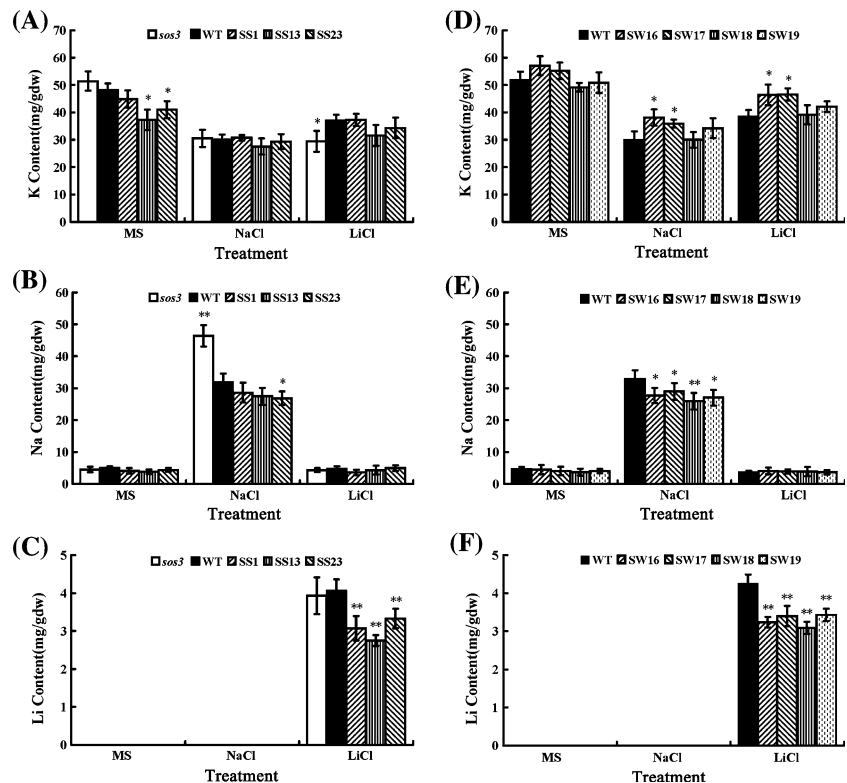 (A)
sos3 WT SS1 SS13 SS23
K Content(mg/gdw)
70
60
50
40
30
20
10
0
* * *
MS NaCl LiCl
Treatment
(D)
WT SW16 SW17 SW18 SW19
K Content(mg/gdw)
70
60
50
40
30
20
10
0
* * * *
MS NaCl LiCl
Treatment
(B)
sos3 WT SS1 SS13 SS23
Na Content(mg/gdw)
60
50
40
30
20
10
0
** *
MS NaCl LiCl
Treatment
(E)
WT SW16 SW17 SW18 SW19
Na Content(mg/gdw)
60
50
40
30
20
10
0
* * ** *
MS NaCl LiCl
Treatment
(C)
sos3 WT SS1 SS13 SS23
Li Content(mg/gdw)
5
4
3
2
1
0
** ** **
MS NaCl LiCl
Treatment
(F)
WT SW16 SW17 SW18 SW19
Li Content(mg/gdw)
5
4
3
2
1
0
** ** ** **
MS NaCl LiCl
Treatment